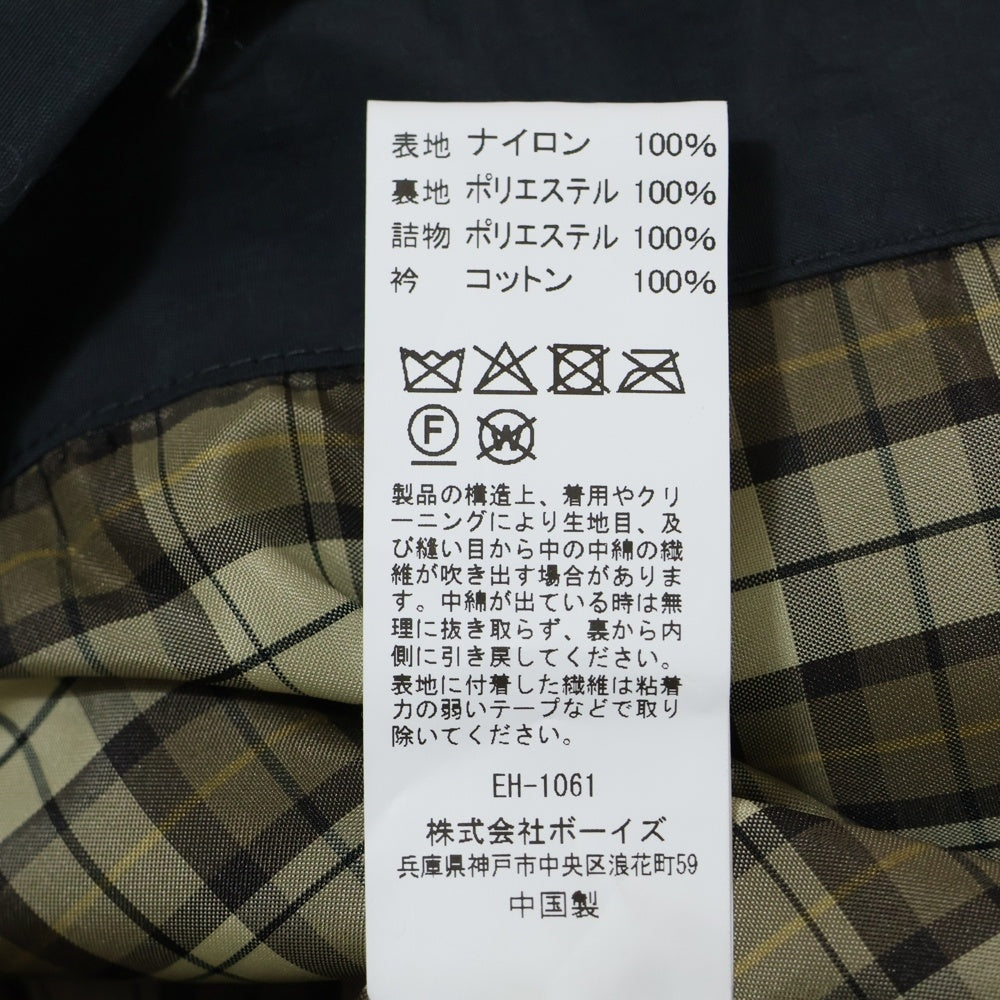 表地 ナイロン 100%
裏地 ポリエステル 100%
詰物 ポリエステル 100%
衿 コットン 100%
F W
製品の構造上、着用やクリ
ーニングにより生地目、及
び縫い目から中の中綿の繊
維が吹き出す場合がありま
す。中綿が出ている時は無
理に抜き取らず、裏から内
側に引き戻してください。
表地に付着した繊維は粘着
力の弱いテープなどで取り
除いてください。
EH-1061
株式会社ボーイズ
兵庫県神戸市中央区浪花町59
中国製